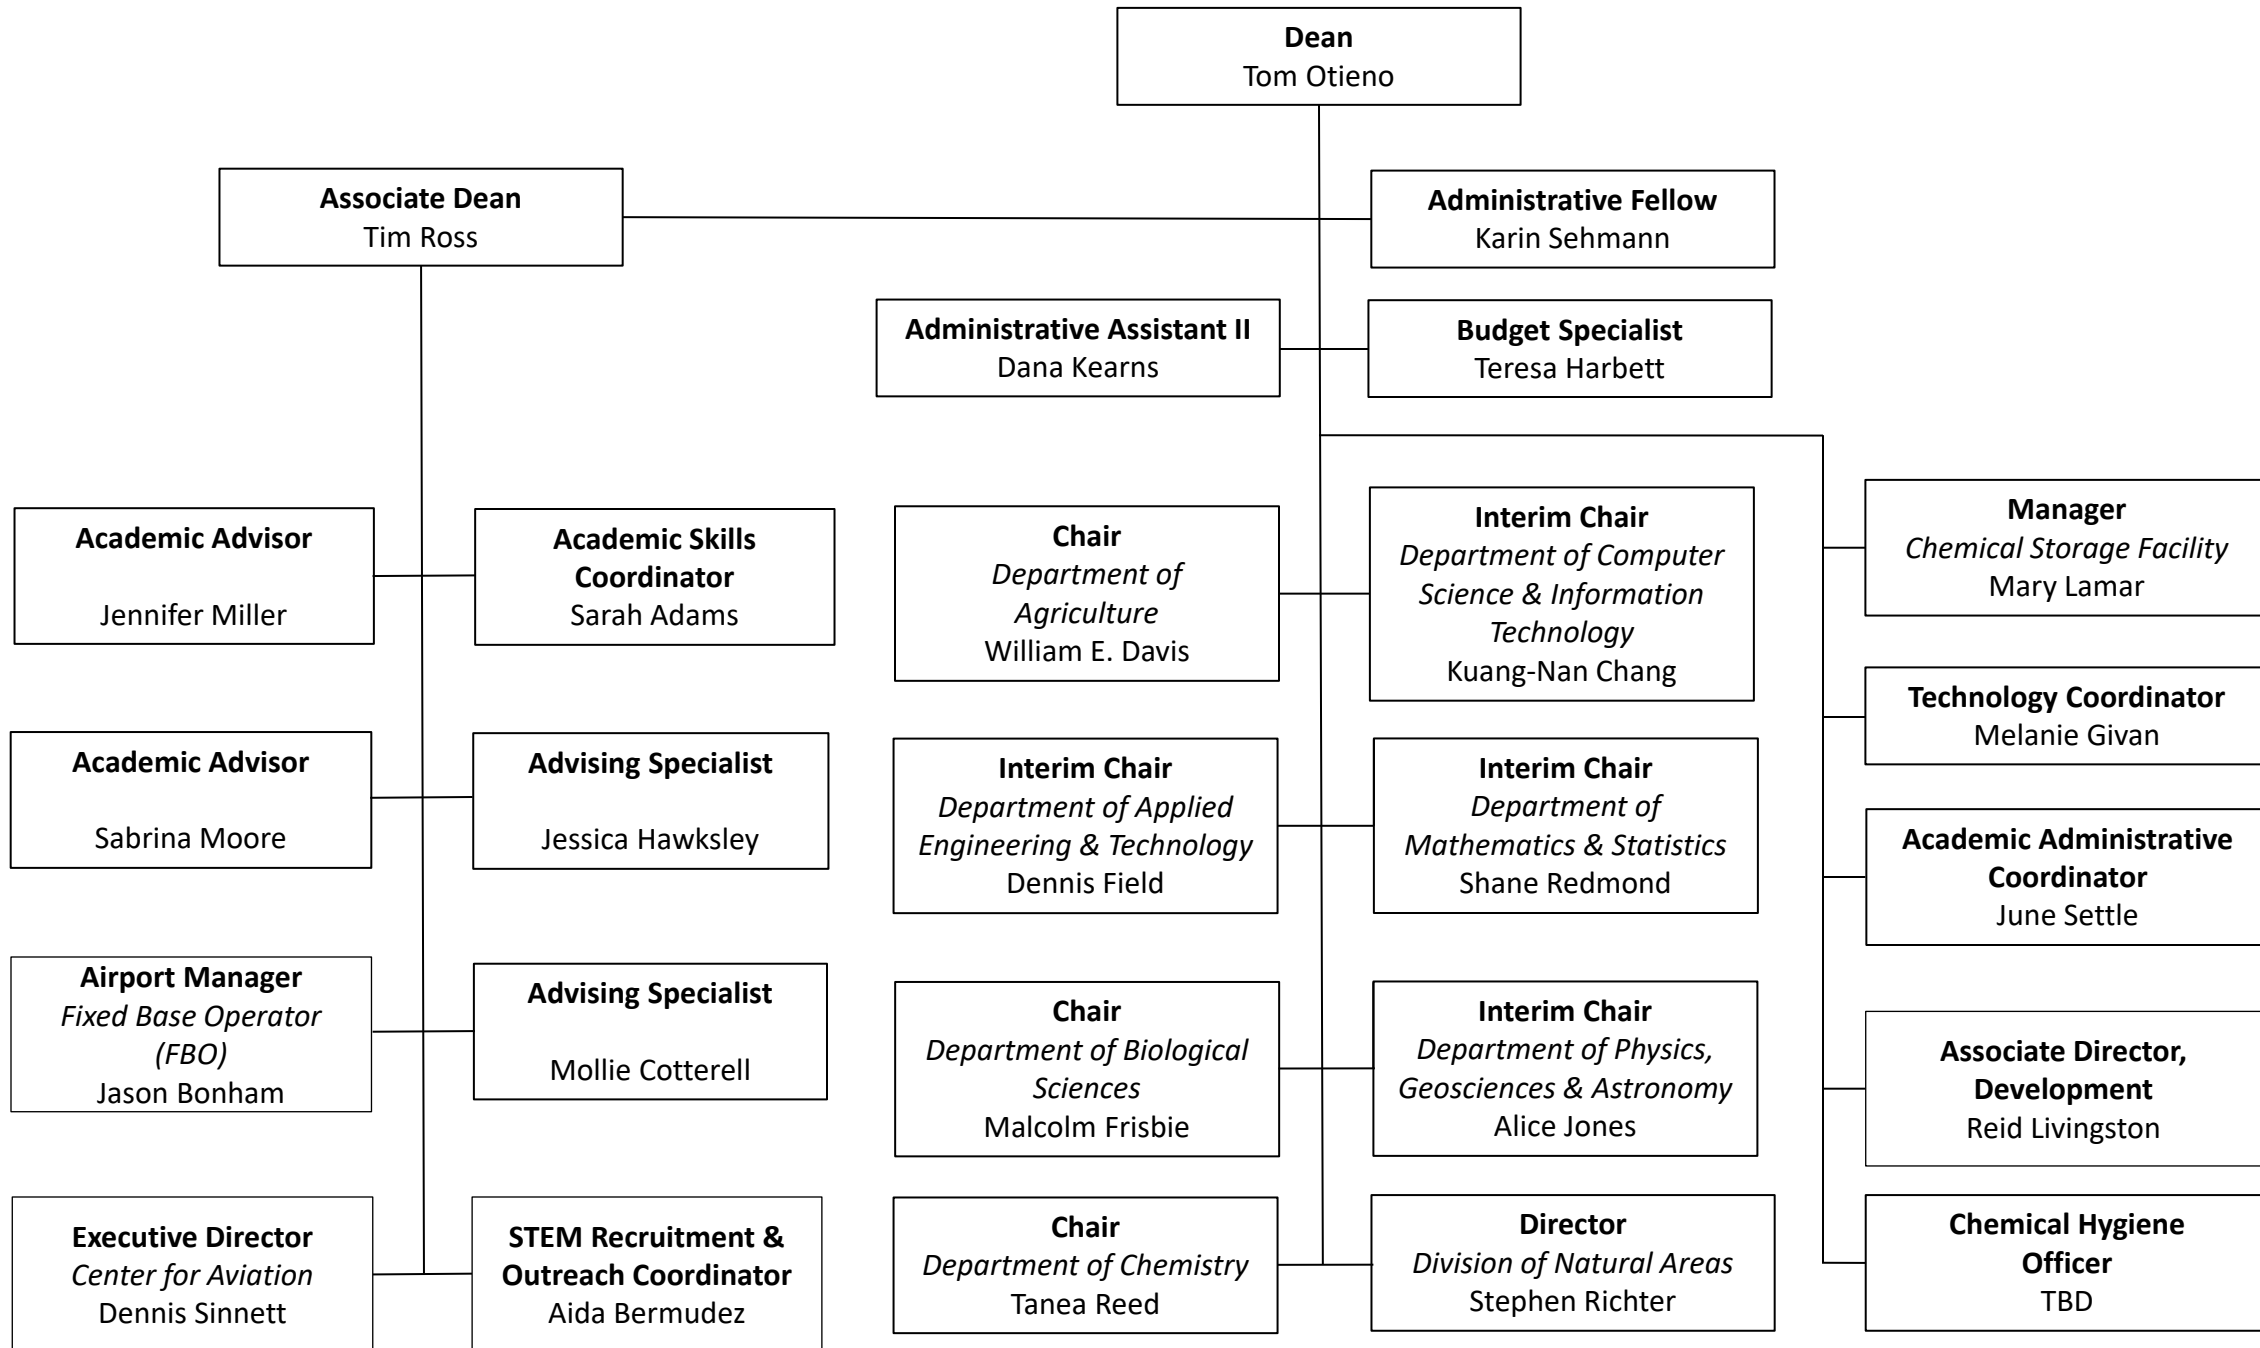 Dean
Tom Otieno
Associate Dean
Tim Ross
Administrative Fellow
Karin Sehmann
Administrative Assistant II
Dana Kearns
Budget Specialist
Teresa Harbett
Academic Advisor
Jennifer Miller
Academic Skills
Coordinator
Sarah Adams
Chair
Department of
Agriculture
William E. Davis
Interim Chair
Department of Computer
Science & Information
Technology
Kuang-Nan Chang
Manager
Chemical Storage Facility
Mary Lamar
Technology Coordinator
Melanie Givan
Academic Advisor
Sabrina Moore
Advising Specialist
Jessica Hawksley
Interim Chair
Department of Applied
Engineering & Technology
Dennis Field
Interim Chair
Department of
Mathematics & Statistics
Shane Redmond
Academic Administrative
Coordinator
June Settle
Airport Manager
Fixed Base Operator
(FBO)
Jason Bonham
Advising Specialist
Mollie Cotterell
Chair
Department of Biological
Sciences
Malcolm Frisbie
Interim Chair
Department of Physics,
Geosciences & Astronomy
Alice Jones
Associate Director,
Development
Reid Livingston
Executive Director
Center for Aviation
Dennis Sinnett
STEM Recruitment &
Outreach Coordinator
Aida Bermudez
Chair
Department of Chemistry
Tanea Reed
Director
Division of Natural Areas
Stephen Richter
Chemical Hygiene
Officer
TBD